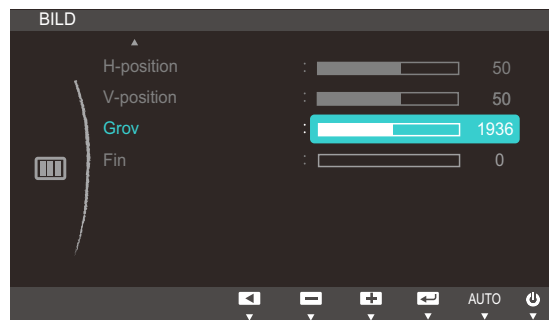 BILD
H-position : 50
V-position : 50
Grov : 1936
Fin : 0
AUTO